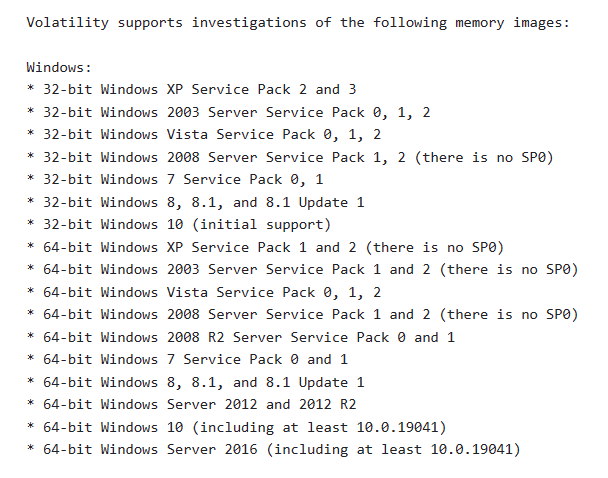 Volatility supports investigations of the following memory images:
Windows:
* 32-bit Windows XP Service Pack 2 and 3
* 32-bit Windows 2003 Server Service Pack 0, 1, 2
* 32-bit Windows Vista Service Pack 0, 1, 2
* 32-bit Windows 2008 Server Service Pack 1, 2 (there is no SP0)
* 32-bit Windows 7 Service Pack 0, 1
* 32-bit Windows 8, 8.1, and 8.1 Update 1
* 32-bit Windows 10 (initial support)
* 64-bit Windows XP Service Pack 1 and 2 (there is no SP0)
* 64-bit Windows 2003 Server Service Pack 1 and 2 (there is no SP0)
* 64-bit Windows Vista Service Pack 0, 1, 2
* 64-bit Windows 2008 Server Service Pack 1 and 2 (there is no SP0)
* 64-bit Windows 2008 R2 Server Service Pack 0 and 1
* 64-bit Windows 7 Service Pack 0 and 1
* 64-bit Windows 8, 8.1, and 8.1 Update 1
* 64-bit Windows Server 2012 and 2012 R2
* 64-bit Windows 10 (including at least 10.0.19041)
* 64-bit Windows Server 2016 (including at least 10.0.19041)